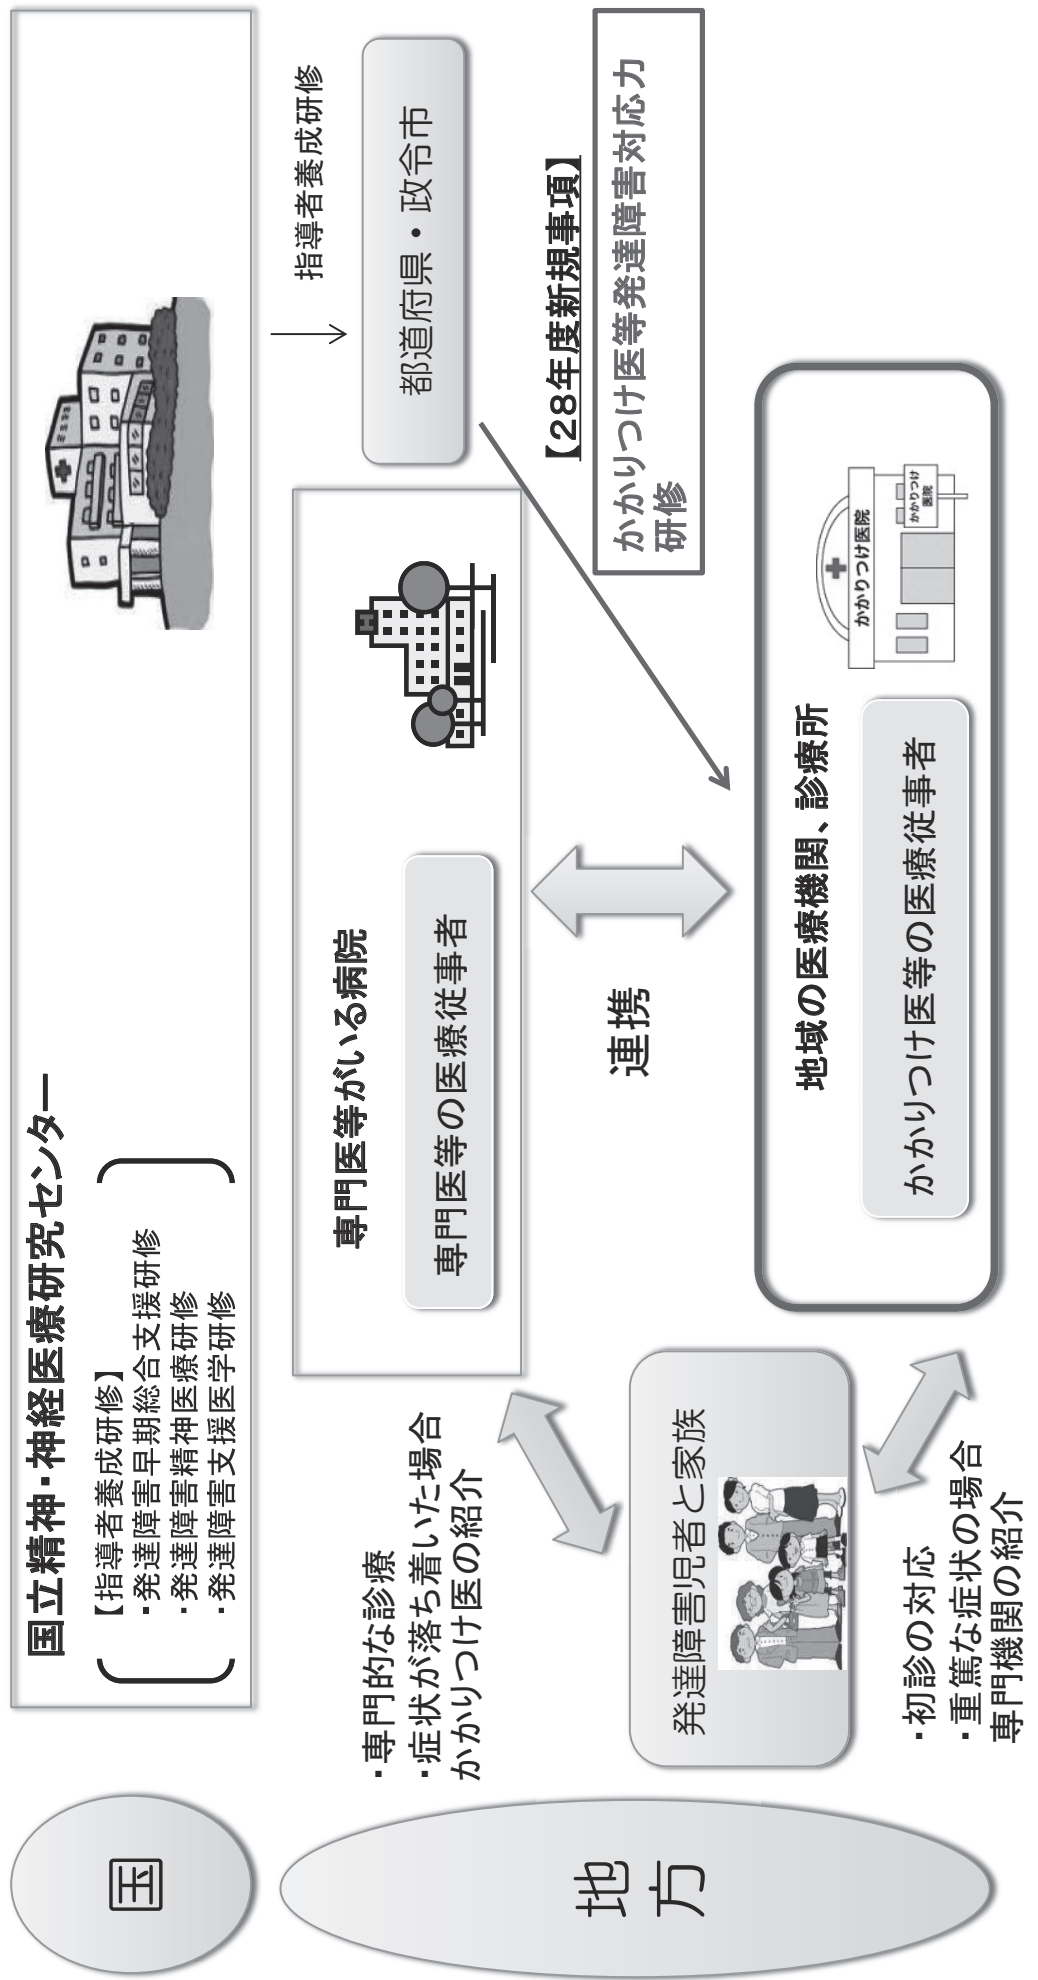 国
国立精神・神経医療研究センター
【指導者養成研修】
・発達障害早期総合支援研修
・発達障害精神医療研修
・発達障害支援医学研修
指導者養成研修
都道府県・政令市
地方
専門医等がいる病院
専門医等の医療従事者
H
・専門的な診療
・症状が落ち着いた場合
かかりつけ医の紹介
連携
【28年度新規事項】
かかりつけ医等発達障害対応力
研修
発達障害児者と家族
地域の医療機関、診療所
かかりつけ医等の医療従事者
かかりつけ医院
かかりつけ
医院
・初診の対応
・重篤な症状の場合
専門機関の紹介